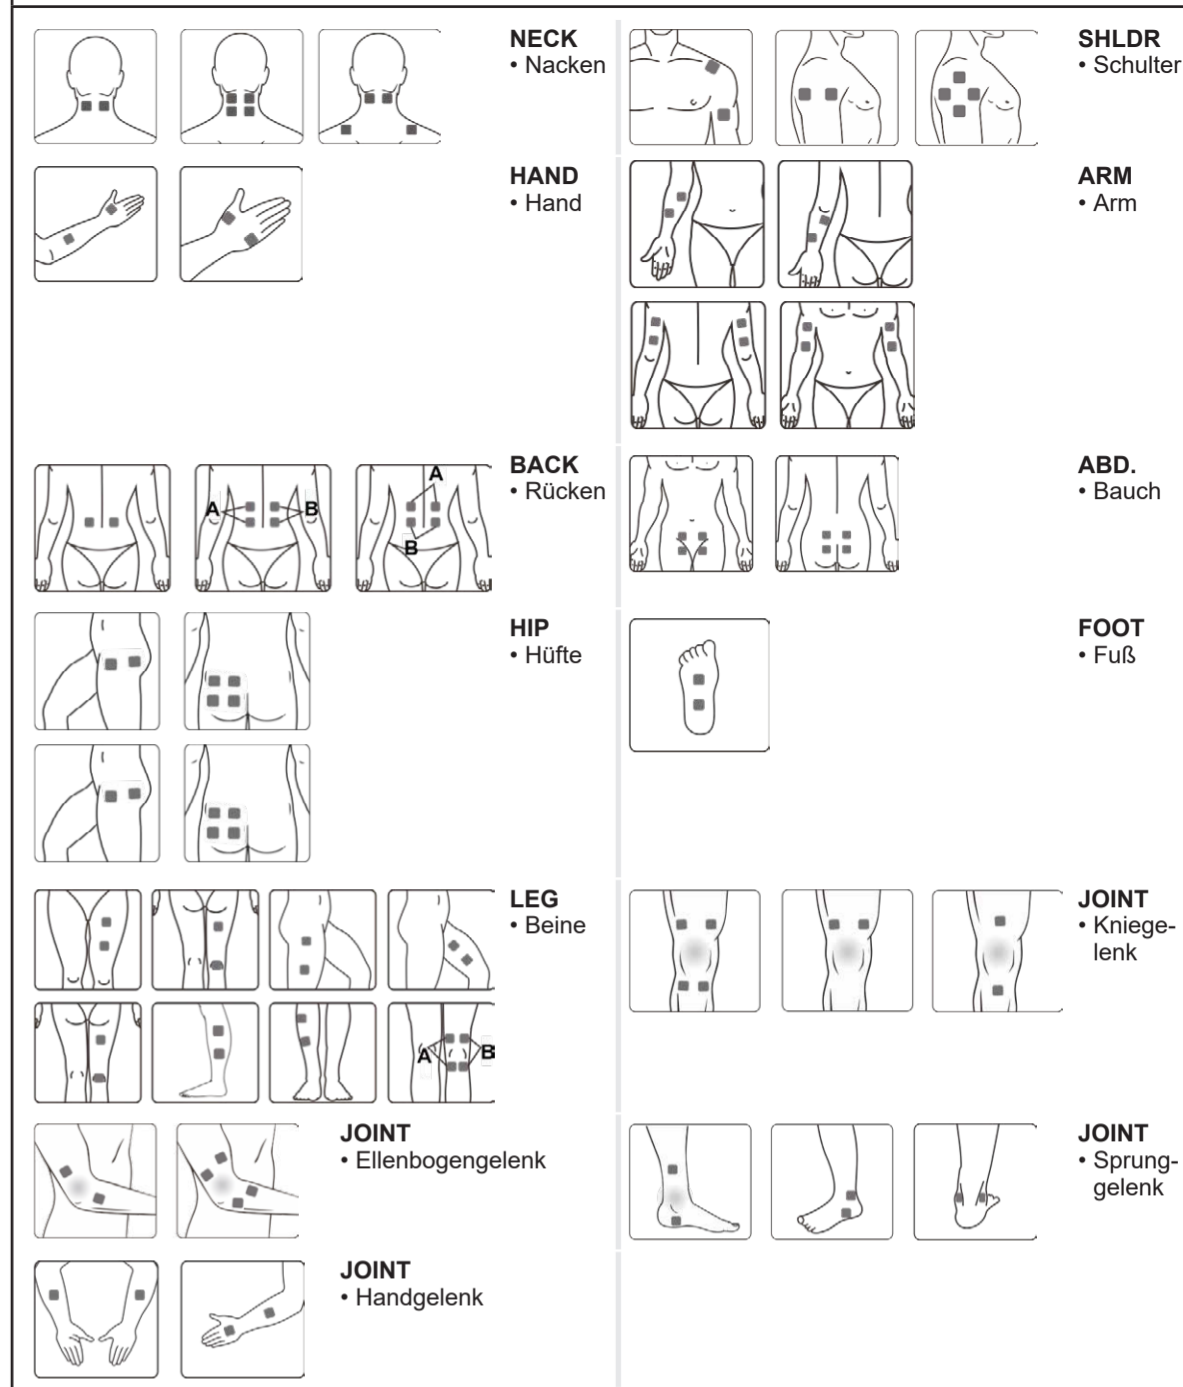 NECK
• Nacken
SHLDR
• Schulter
HAND
• Hand
ARM
• Arm
BACK
• Rücken
A
B
A
B
ABD.
• Bauch
HIP
• Hüfte
FOOT
• Fuß
LEG
• Beine
A
B
JOINT
• Kniege-
lenk
JOINT
• Ellenbogengelenk
JOINT
• Sprung-
gelenk
JOINT
• Handgelenk